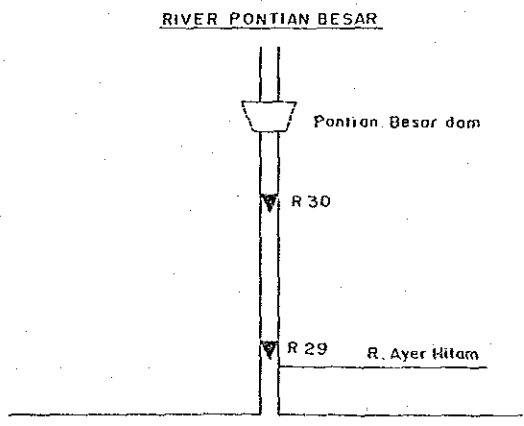 RIVER PONTIAN BESAR
Pontian Besar dam
R 30
R 29
R. Ayer Hitam